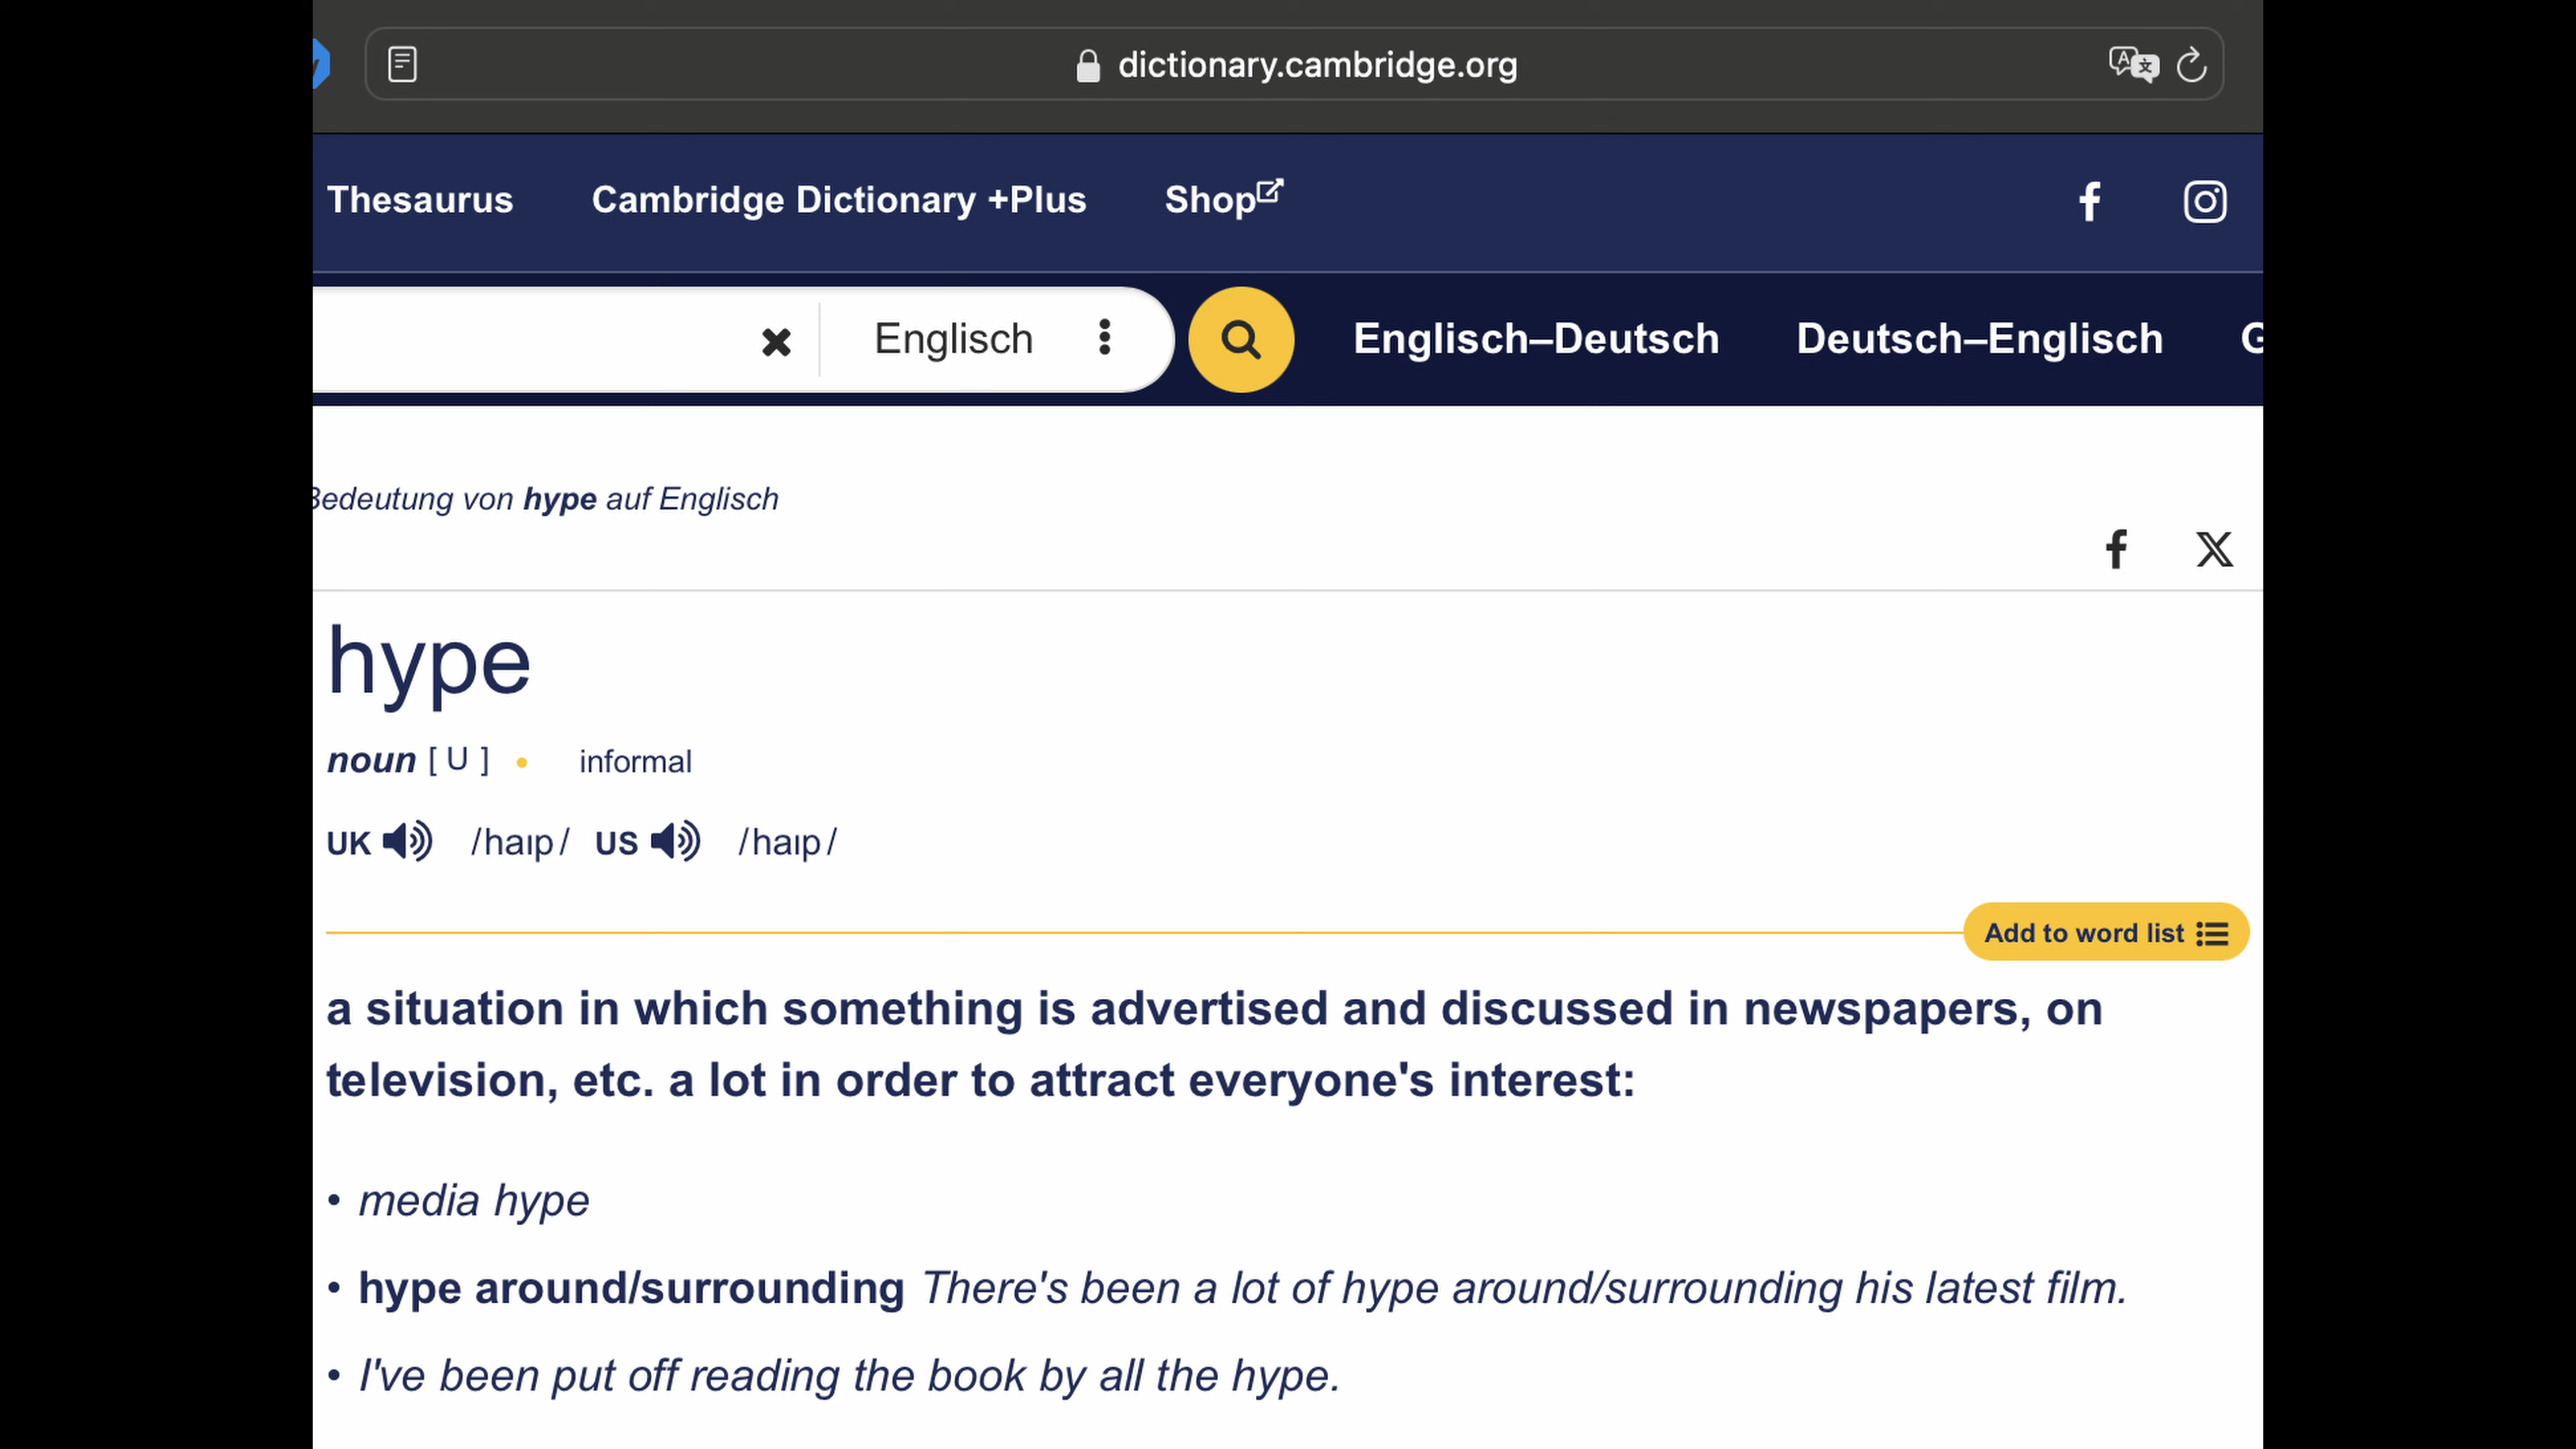 dictionary.cambridge.org
Thesaurus Cambridge Dictionary +Plus Shop
Englisch Englisch–Deutsch Deutsch–Englisch G
Bedeutung von hype auf Englisch
hype
noun [ U ] • informal
UK /haɪp/ US /haɪp/
Add to word list
a situation in which something is advertised and discussed in newspapers, on
television, etc. a lot in order to attract everyone's interest:
• media hype
• hype around/surrounding There's been a lot of hype around/surrounding his latest film.
• I've been put off reading the book by all the hype.